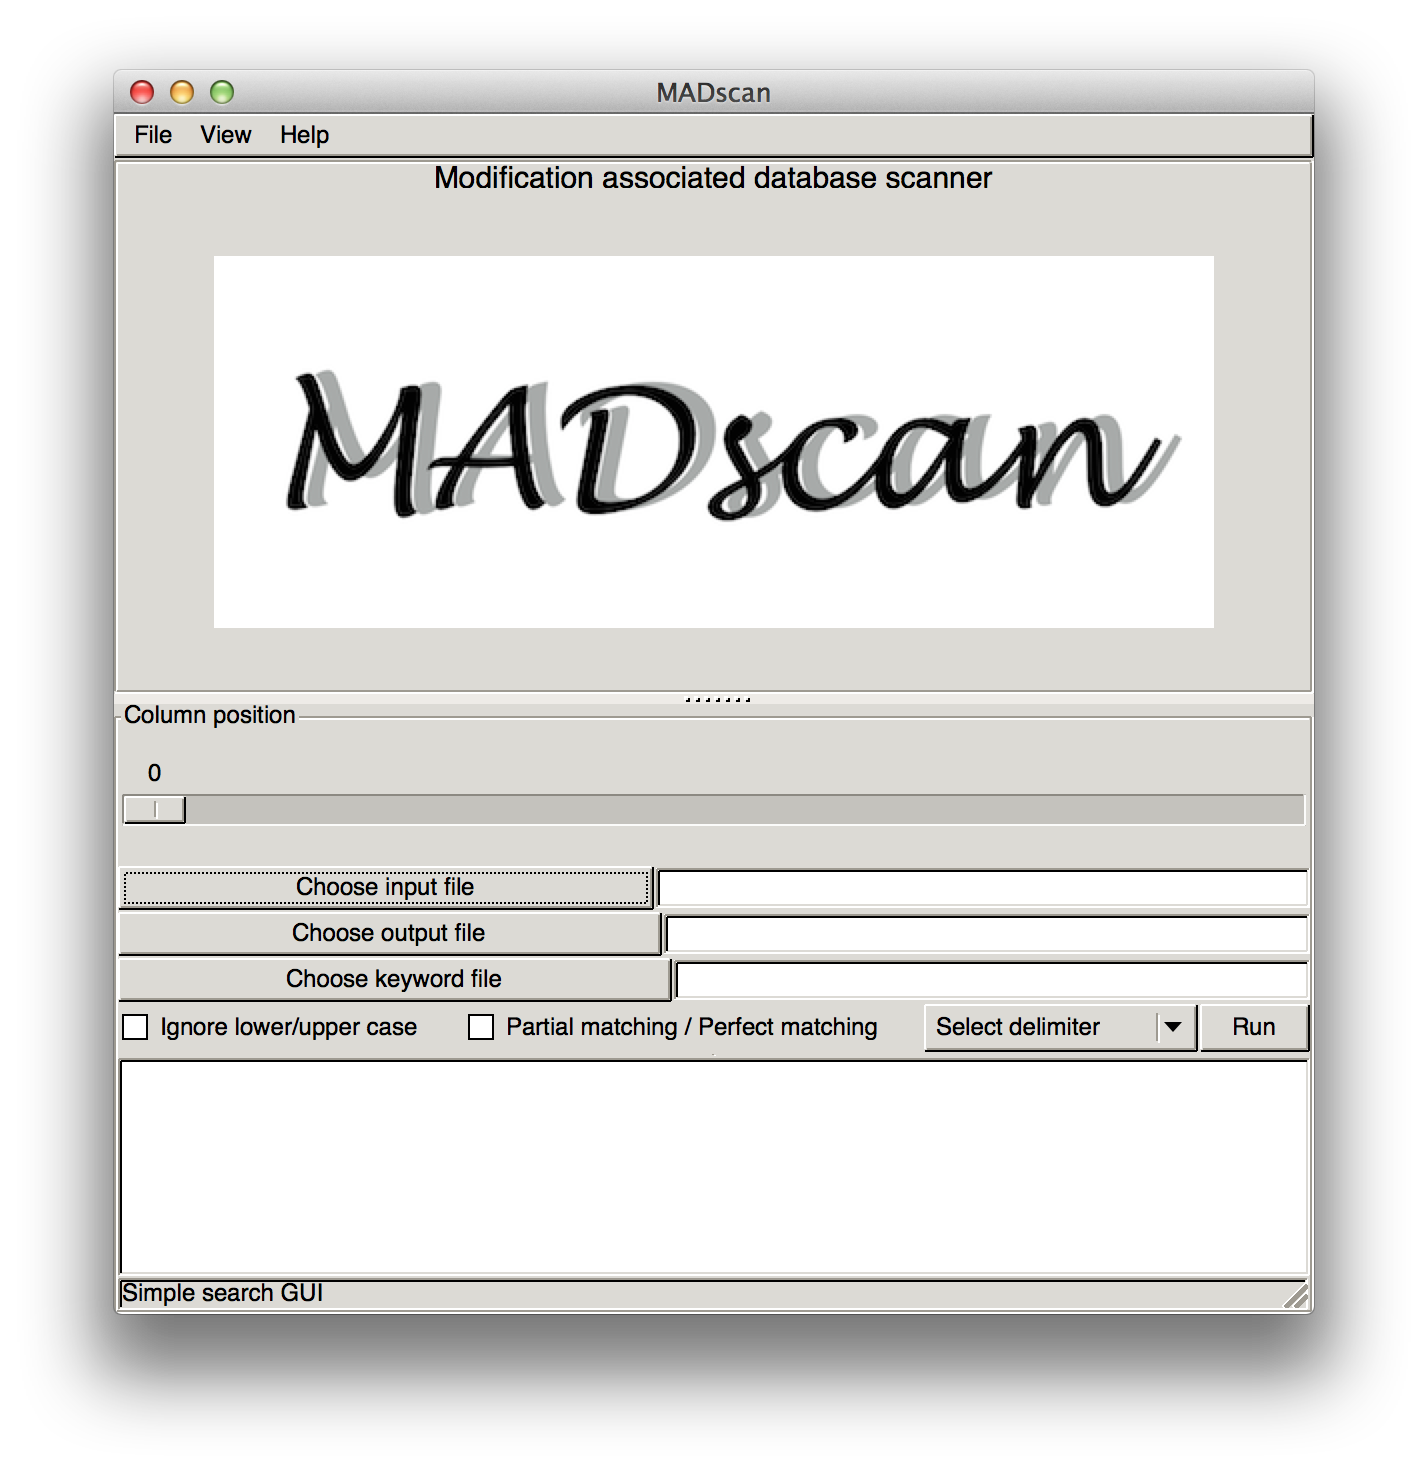 MADscan
File View Help
Modification associated database scanner
MADscan
Column position
0
Choose input file
Choose output file
Choose keyword file
Ignore lower/upper case Partial matching / Perfect matching Select delimiter Run
Simple search GUI